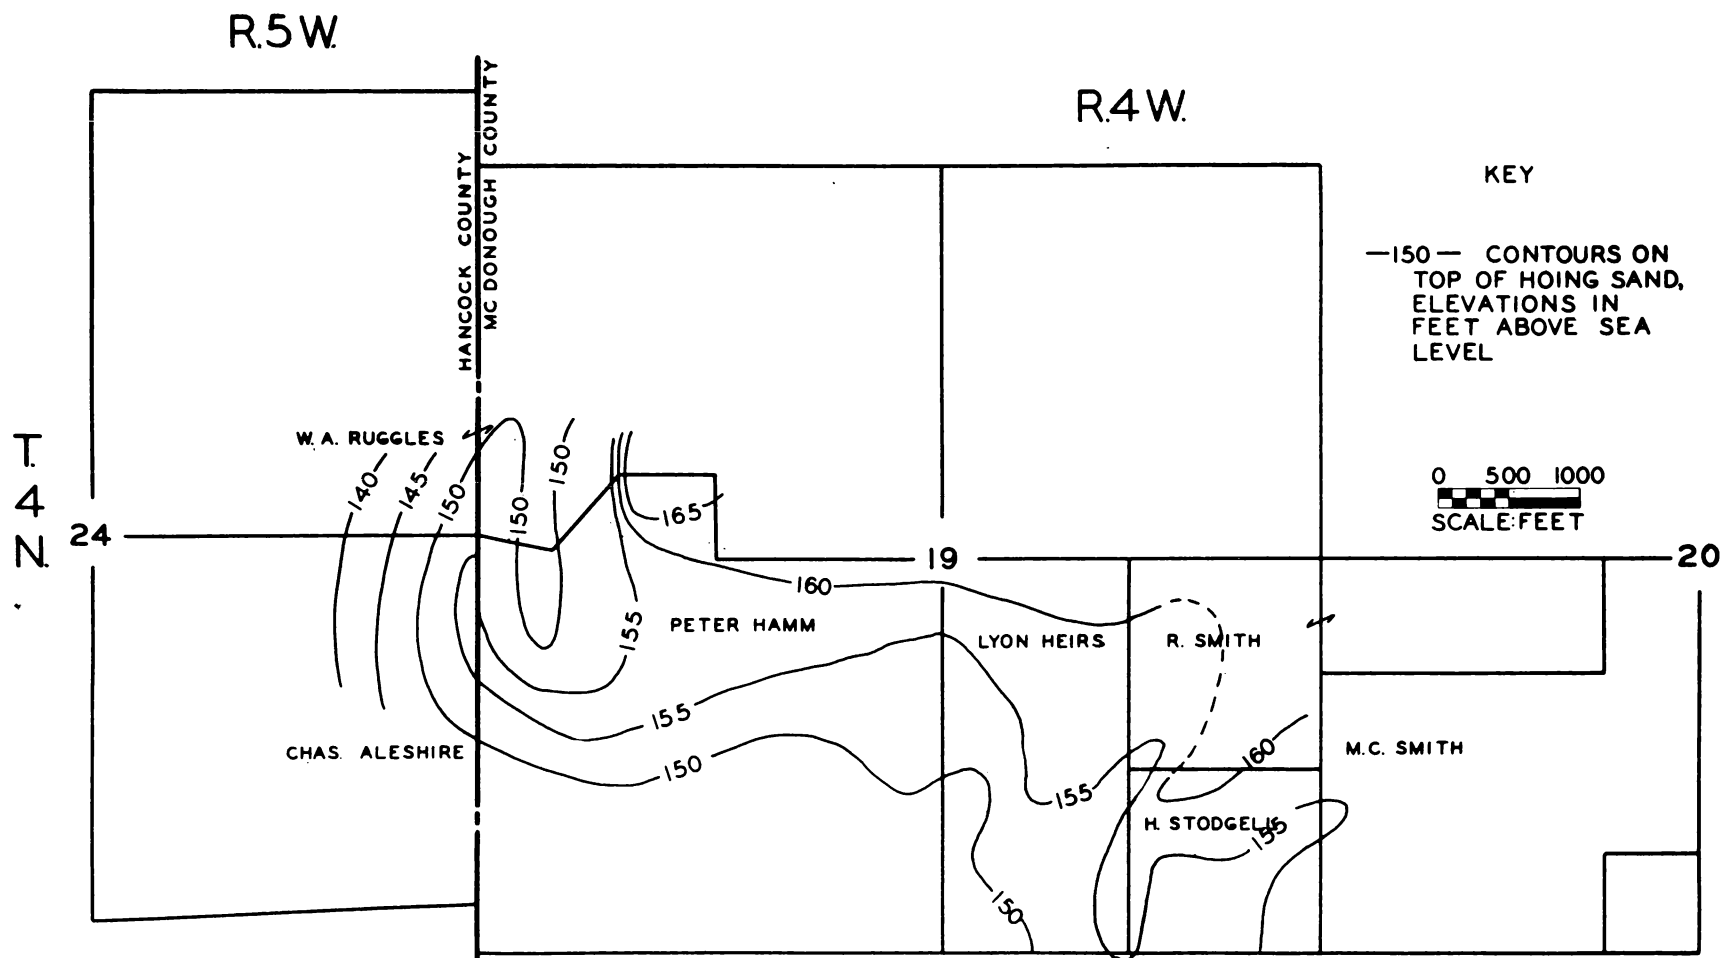 R.5 W.
R.4 W.
HANCOCK COUNTY
MC DONOUGH COUNTY
KEY
—150— CONTOURS ON
TOP OF HOING SAND,
ELEVATIONS IN
FEET ABOVE SEA
LEVEL
T.
4
N.
W. A. RUGGLES
140
145
150
150
150
165
0 500 1000
SCALE:FEET
24
19
20
160
155
PETER HAMM
LYON HEIRS
R. SMITH
155
CHAS. ALESHIRE
150
160
M.C. SMITH
155
H. STODGELL
155
150